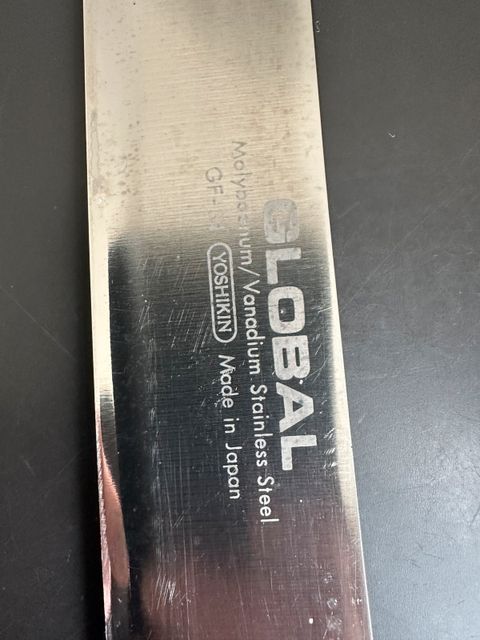 GLOBAL
Molybdenum/Vanadium Stainless Steel
YOSHIKIN Made in Japan